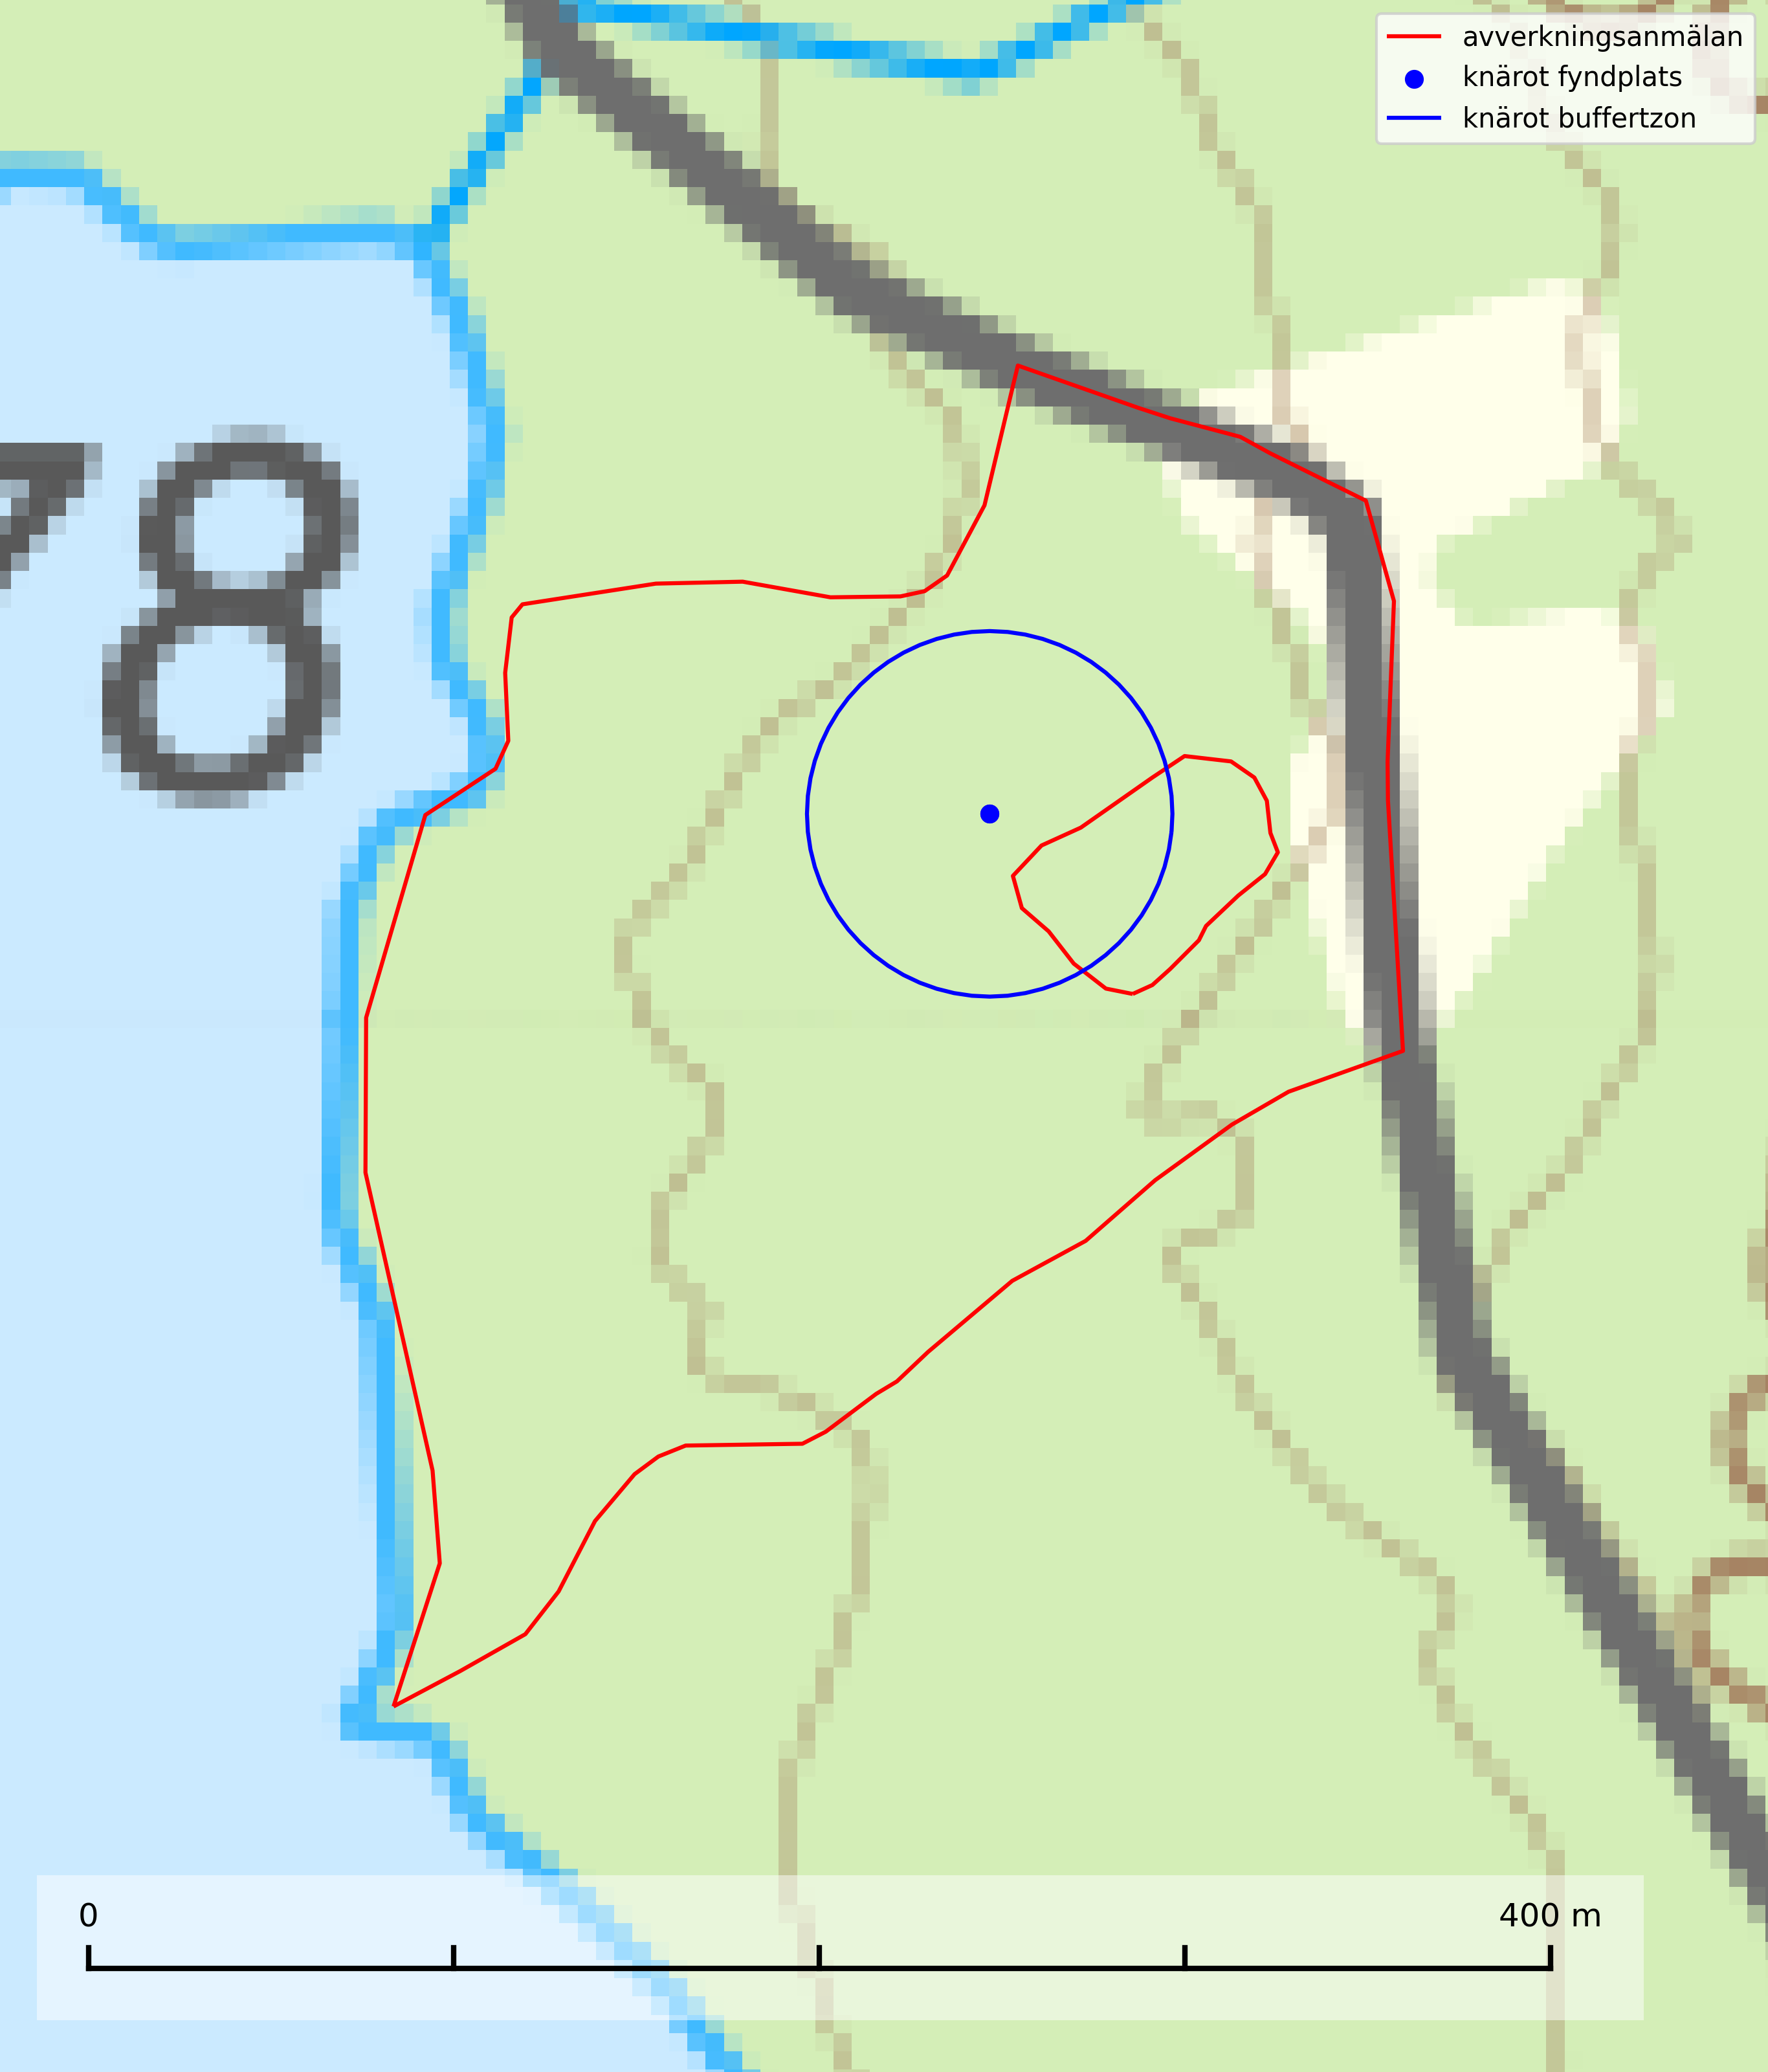 avverkningsanmälan
knärot fyndplats
knärot buffertzon
78
0 400 m